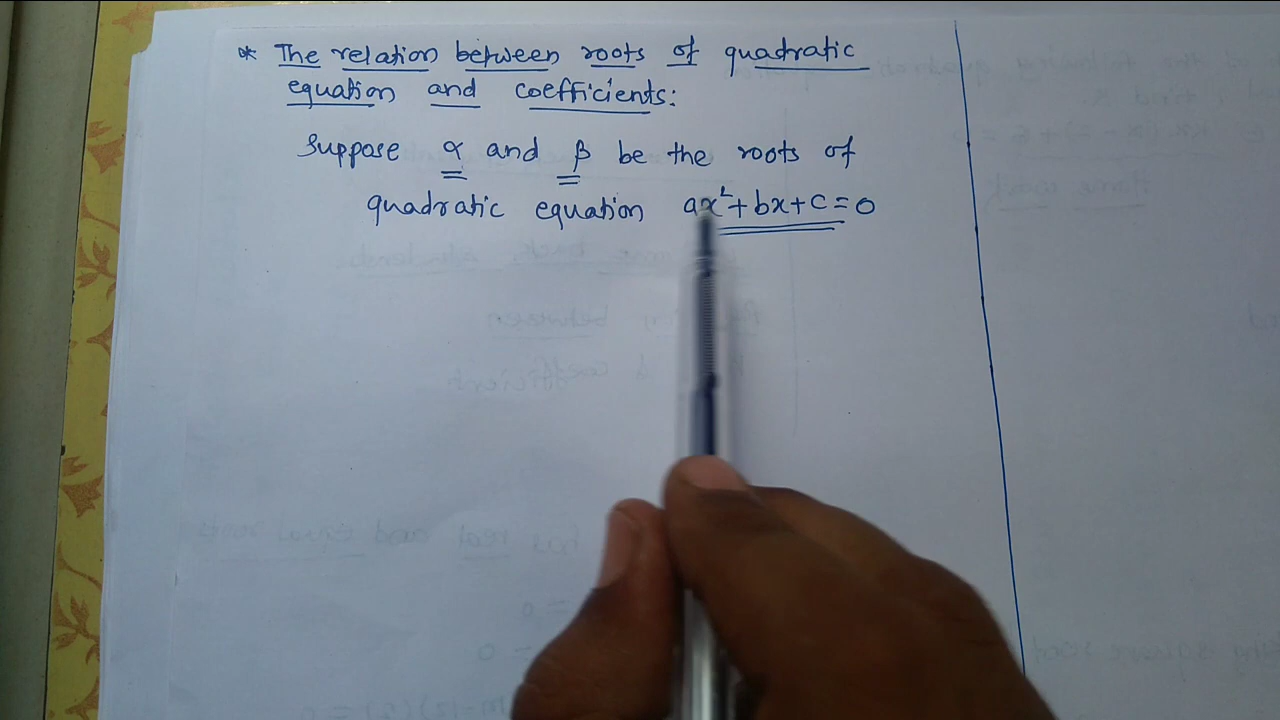 * The relation between roots of quadratic
equation and coefficients:
Suppose α and β be the roots of
quadratic equation ax²+bx+c=0